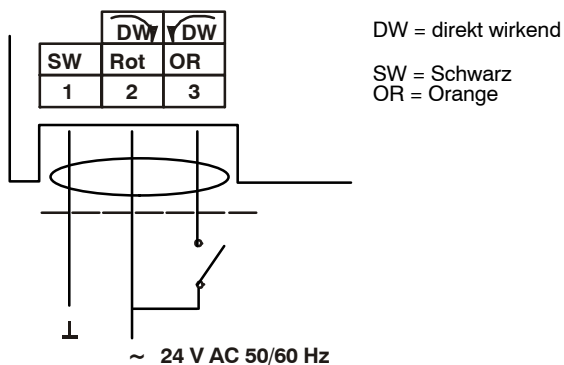 DW DW
SW Rot OR
1 2 3
DW = direkt wirkend
SW = Schwarz
OR = Orange
~ 24 V AC 50/60 Hz